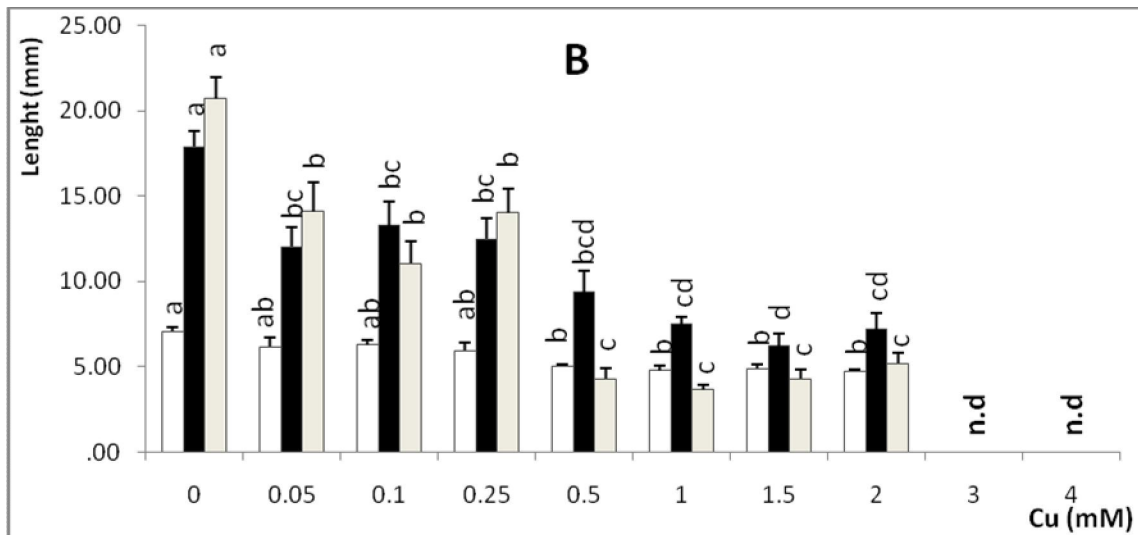 B
Lenght (mm)
25.00
20.00
15.00
10.00
5.00
.00
a a a
ab bc b
ab bc b
ab bc b
b bcd c
b cd c
b d c
b cd c
n.d
n.d
0 0.05 0.1 0.25 0.5 1 1.5 2 3 4
Cu (mM)